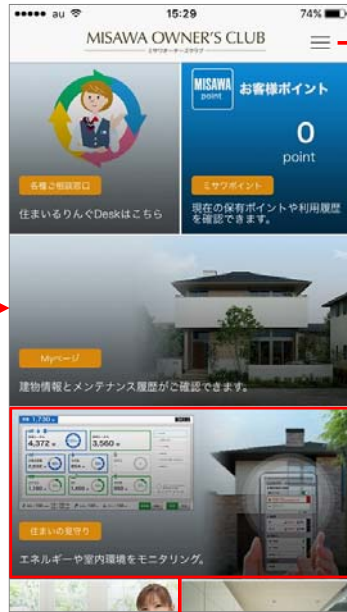 au
15:29
74%
MISAWA OWNER'S CLUB
ミサワオーナーズクラブ
MISAWA
point
お客様ポイント
0
point
各種ご相談窓口
ミサワポイント
住まいるりんぐDeskはこちら
現在の保有ポイントや利用履歴
を確認できます。
Myページ
建物情報とメンテナンス履歴がご確認できます。
1,730
4,372
3,560
住まいの見守り
エネルギーや室内環境をモニタリング。